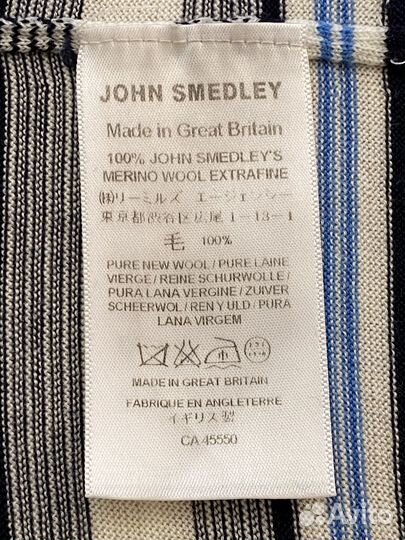 JOHN SMEDLEY
Made in Great Britain
100% JOHN SMEDLEY'S
MERINO WOOL EXTRAFINE
㈱リーミルズ エージェンシー
東京都渋谷区広尾 1-13-1
毛 100%
PURE NEW WOOL / PURE LAINE
VIERGE / REINE SCHURWOLLE /
PURA LANA VERGINE / ZUIVER
SCHEERWOL / REN Y ULD / PURA
LANA VIRGEM
MADE IN GREAT BRITAIN
FABRIQUE EN ANGLETERRE
イギリス製
CA 45550
Avito